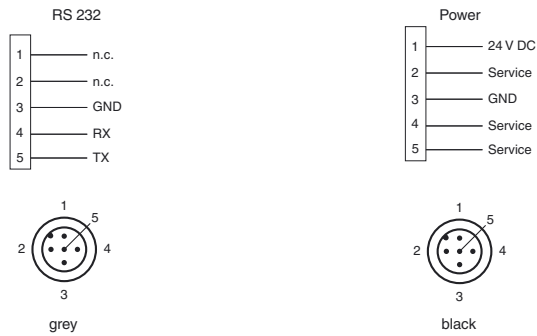 RS 232
1 n.c.
2 n.c.
3 GND
4 RX
5 TX
1
5
2
4
3
grey
Power
1 24 V DC
2 Service
3 GND
4 Service
5 Service
1
5
2
4
3
black